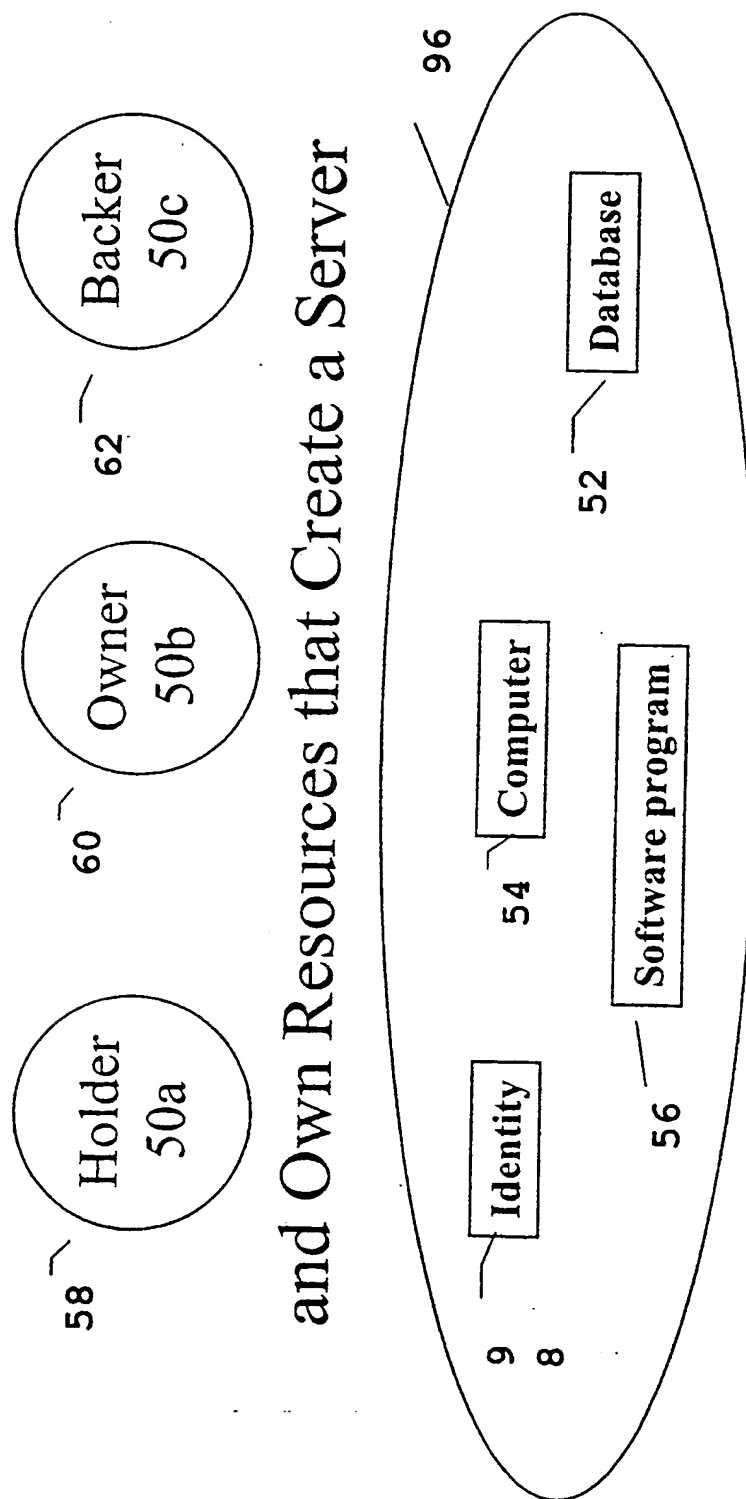 58
Holder
50a
60
Owner
50b
62
Backer
50c
and Own Resources that Create a Server
96
9
8
Identity
54
Computer
52
Database
56
Software program